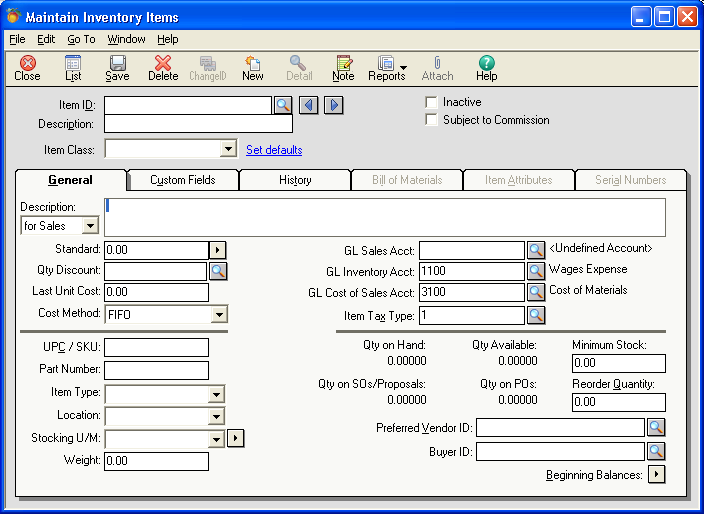 Maintain Inventory Items
File Edit Go To Window Help
Close List Save Delete ChangeID New Detail Note Reports Attach Help
Item ID: Inactive
Description: Subject to Commission
Item Class: Set defaults
General Custom Fields History Bill of Materials Item Attributes Serial Numbers
Description:
for Sales
Standard: 0.00 GL Sales Acct: <Undefined Account>
Qty Discount: GL Inventory Acct: 1100 Wages Expense
Last Unit Cost: 0.00 GL Cost of Sales Acct: 3100 Cost of Materials
Cost Method: FIFO Item Tax Type: 1
UPC / SKU: Qty on Hand: Qty Available: Minimum Stock:
0.00000 0.00000 0.00
Part Number:
Item Type: Qty on SOs/Proposals: Qty on POs: Reorder Quantity:
0.00000 0.00000 0.00
Location:
Preferred Vendor ID:
Stocking U/M:
Buyer ID:
Weight: 0.00
Beginning Balances: